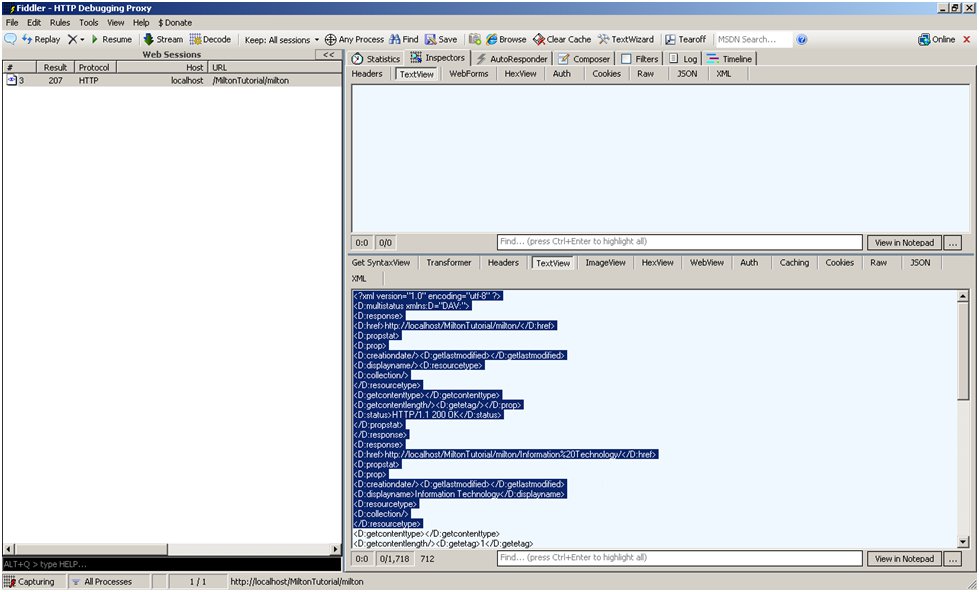 Fiddler - HTTP Debugging Proxy
File Edit Rules Tools View Help $ Donate
Replay Resume Stream Decode Keep: All sessions Any Process Find Save Browse Clear Cache TextWizard Tearoff MSDN Search... Online
Web Sessions <<
# Result Protocol Host URL
3 207 HTTP localhost /MiltonTutorial/milton
Statistics Inspectors AutoResponder Composer Filters Log Timeline
Headers TextView WebForms HexView Auth Cookies Raw JSON XML
0:0 0/0 Find... (press Ctrl+Enter to highlight all) View in Notepad ...
Get SyntaxView Transformer Headers TextView ImageView HexView WebView Auth Caching Cookies Raw JSON
XML
<?xml version="1.0" encoding="utf-8" ?>
<D:multistatus xmlns:D="DAV:">
<D:response>
<D:href>http://localhost/MiltonTutorial/milton/</D:href>
<D:propstat>
<D:prop>
<D:creationdate/><D:getlastmodified></D:getlastmodified>
<D:displayname/><D:resourcetype>
<D:collection/>
</D:resourcetype>
<D:getcontenttype></D:getcontenttype>
<D:getcontentlength/><D:getetag/></D:prop>
<D:status>HTTP/1.1 200 OK</D:status>
</D:propstat>
</D:response>
<D:response>
<D:href>http://localhost/MiltonTutorial/milton/Information%20Technology/</D:href>
<D:propstat>
<D:prop>
<D:creationdate/><D:getlastmodified></D:getlastmodified>
<D:displayname>Information Technology</D:displayname>
<D:resourcetype>
<D:collection/>
</D:resourcetype>
<D:getcontenttype></D:getcontenttype>
<D:getcontentlength/><D:getetag>1</D:getetag>
0:0 0/1,718 712 Find... (press Ctrl+Enter to highlight all) View in Notepad ...
ALT+Q > type HELP...
Capturing All Processes 1 / 1 http://localhost/MiltonTutorial/milton